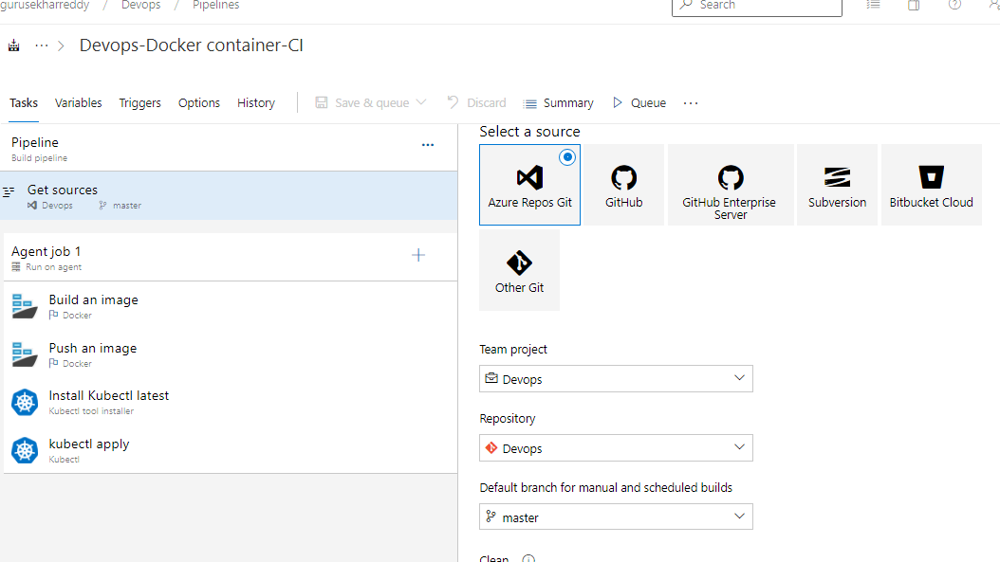 gurusekharreddy / Devops / Pipelines
Search
Devops-Docker container-CI
Tasks Variables Triggers Options History Save & queue Discard Summary Queue
Pipeline
Build pipeline
Get sources
Devops master
Agent job 1
Run on agent
Build an image
Docker
Push an image
Docker
Install Kubectl latest
Kubectl tool installer
kubectl apply
Kubectl
Select a source
Azure Repos Git
GitHub
GitHub Enterprise
Server
Subversion
Bitbucket Cloud
Other Git
Team project
Devops
Repository
Devops
Default branch for manual and scheduled builds
master
Clean